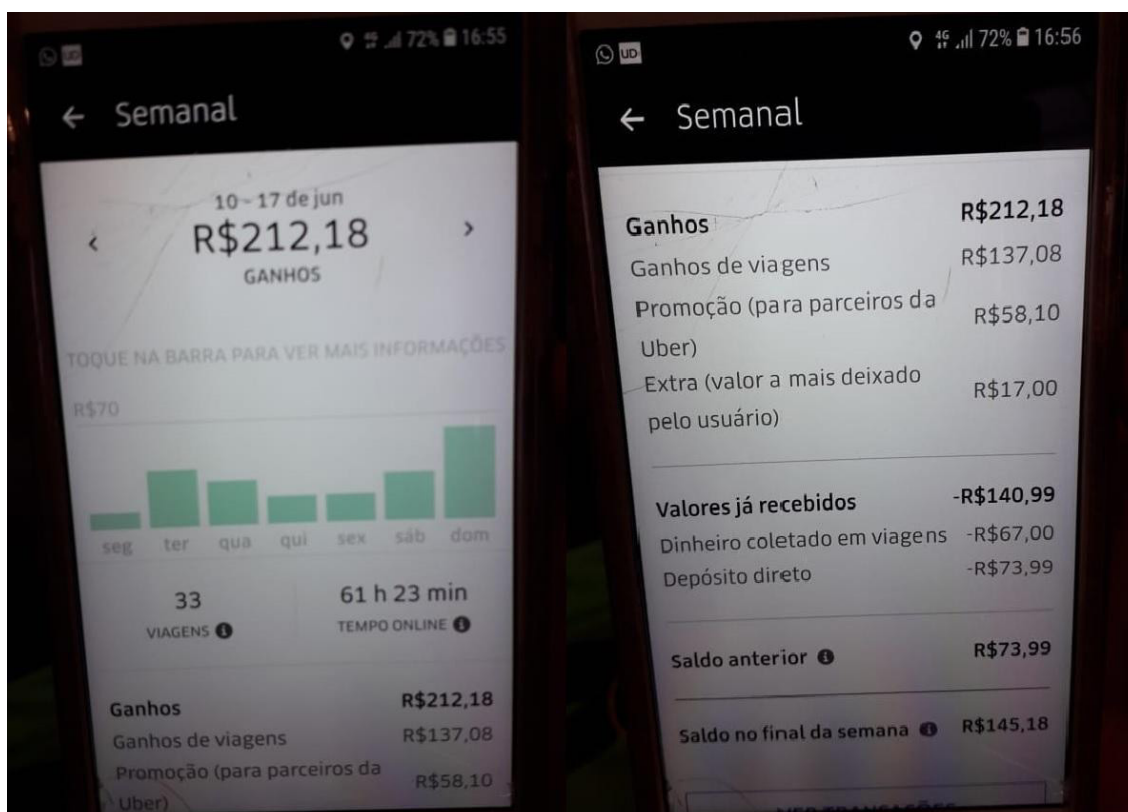 UD
72% 16:55
← Semanal
10 - 17 de jun
< R$212,18 >
GANHOS
TOQUE NA BARRA PARA VER MAIS INFORMAÇÕES
R$70
seg ter qua qui sex sáb dom
33 61 h 23 min
VIAGENS TEMPO ONLINE
Ganhos R$212,18
Ganhos de viagens R$137,08
Promoção (para parceiros da
Uber) R$58,10
UD 4G 72% 16:56
← Semanal
Ganhos R$212,18
Ganhos de viagens R$137,08
Promoção (para parceiros da
Uber) R$58,10
Extra (valor a mais deixado
pelo usuário) R$17,00
Valores já recebidos -R$140,99
Dinheiro coletado em viagens -R$67,00
Depósito direto -R$73,99
Saldo anterior R$73,99
Saldo no final da semana R$145,18
VER TRANSAÇÕES